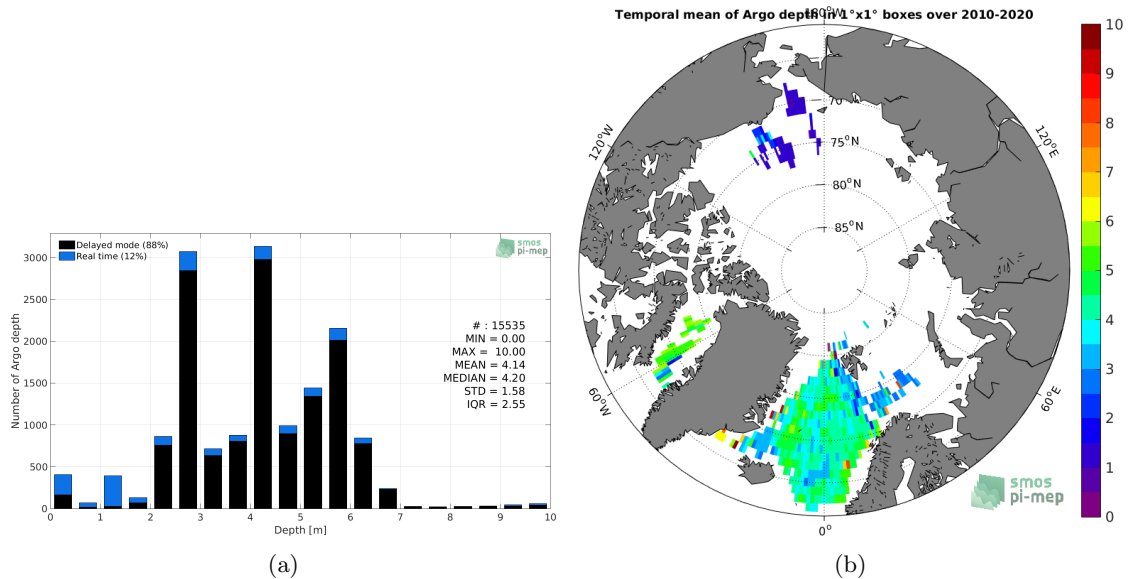 Temporal mean of Argo depth in 1°x1° boxes over 2010-2020
180°W
Delayed mode (88%)
Real time (12%)
smos
pi-mep
# : 15535
MIN = 0.00
MAX = 10.00
MEAN = 4.14
MEDIAN = 4.20
STD = 1.58
IQR = 2.55
Number of Argo depth
3000
2500
2000
1500
1000
500
0
0 1 2 3 4 5 6 7 8 9 10
Depth [m]
(a)
120°W
120°E
75°N
80°N
85°N
60°W
60°E
0°
smos
pi-mep
10
9
8
7
6
5
4
3
2
1
0
(b)